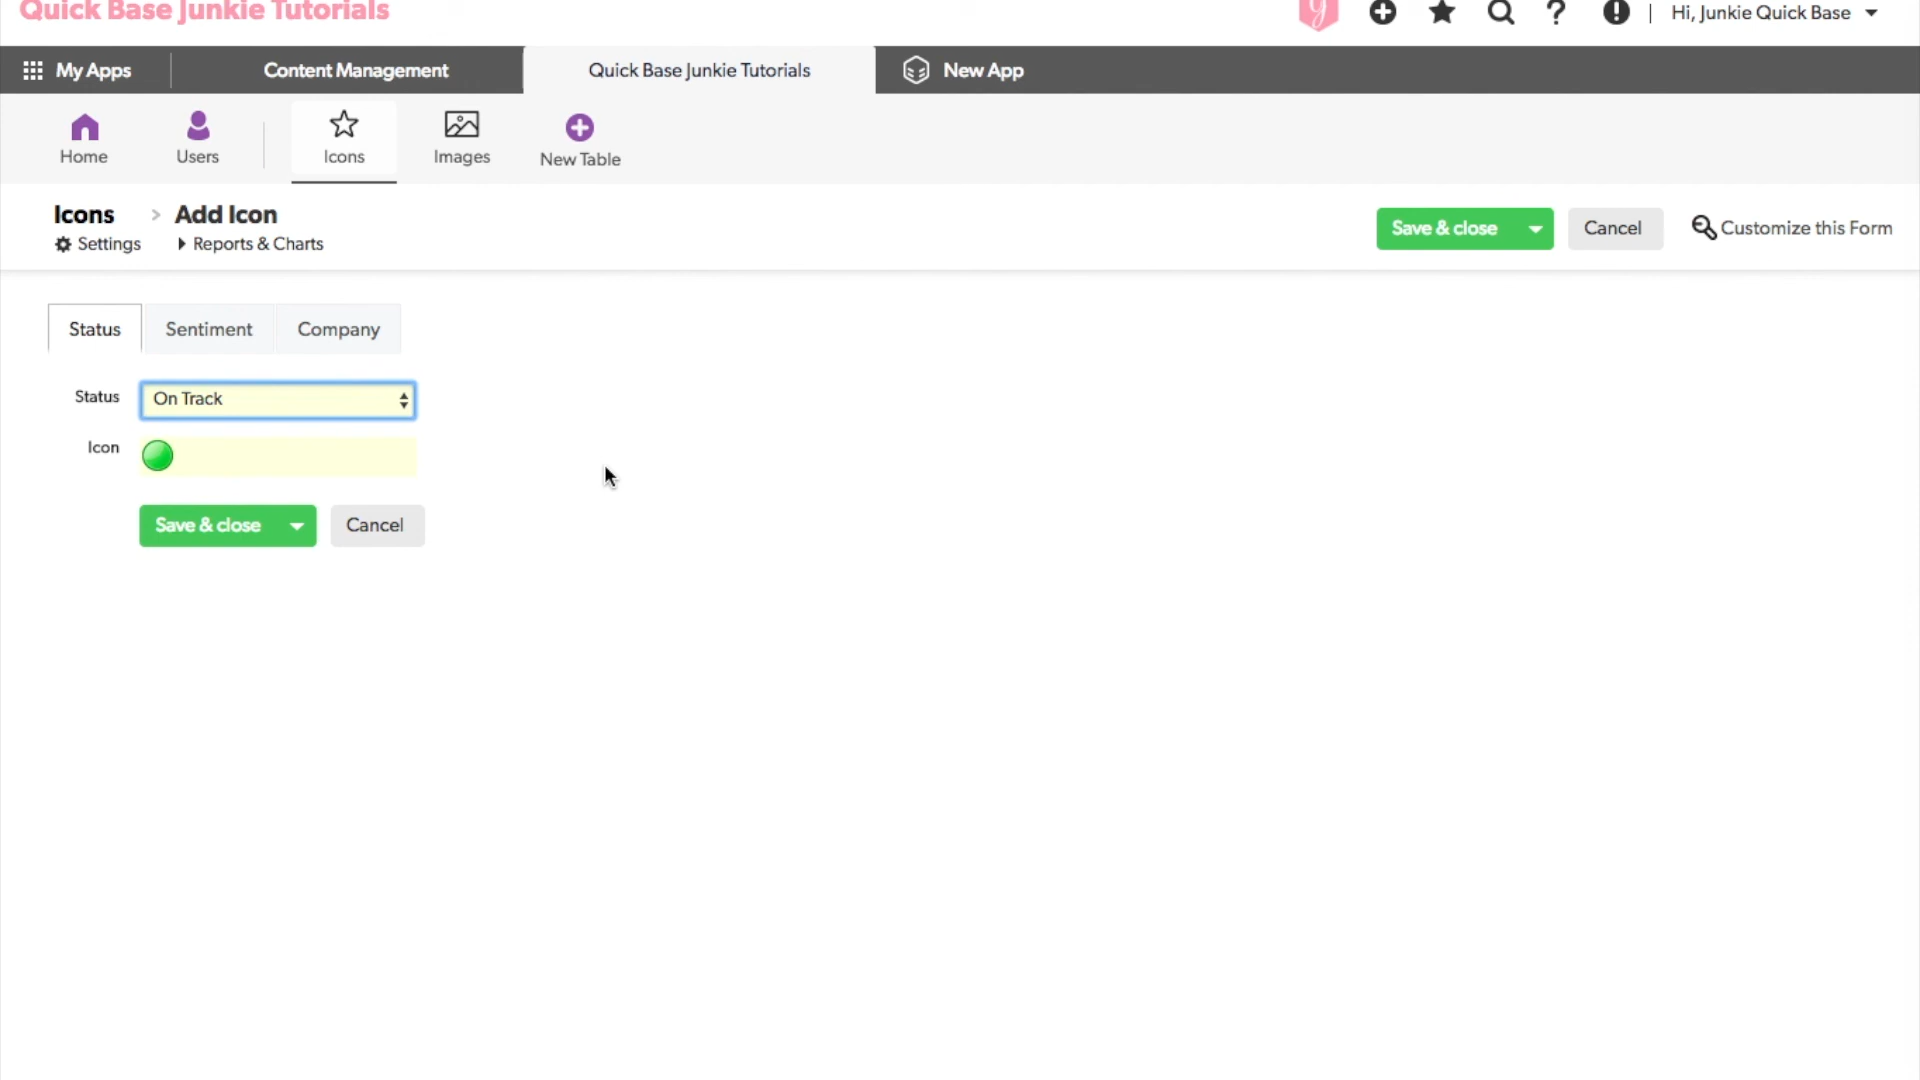 Quick Base Junkie Tutorials
Hi, Junkie Quick Base
My Apps
Content Management
Quick Base Junkie Tutorials
New App
Home
Users
Icons
Images
New Table
Icons > Add Icon
Settings
Reports & Charts
Save & close
Cancel
Customize this Form
Status
Sentiment
Company
Status
On Track
Icon
Save & close
Cancel